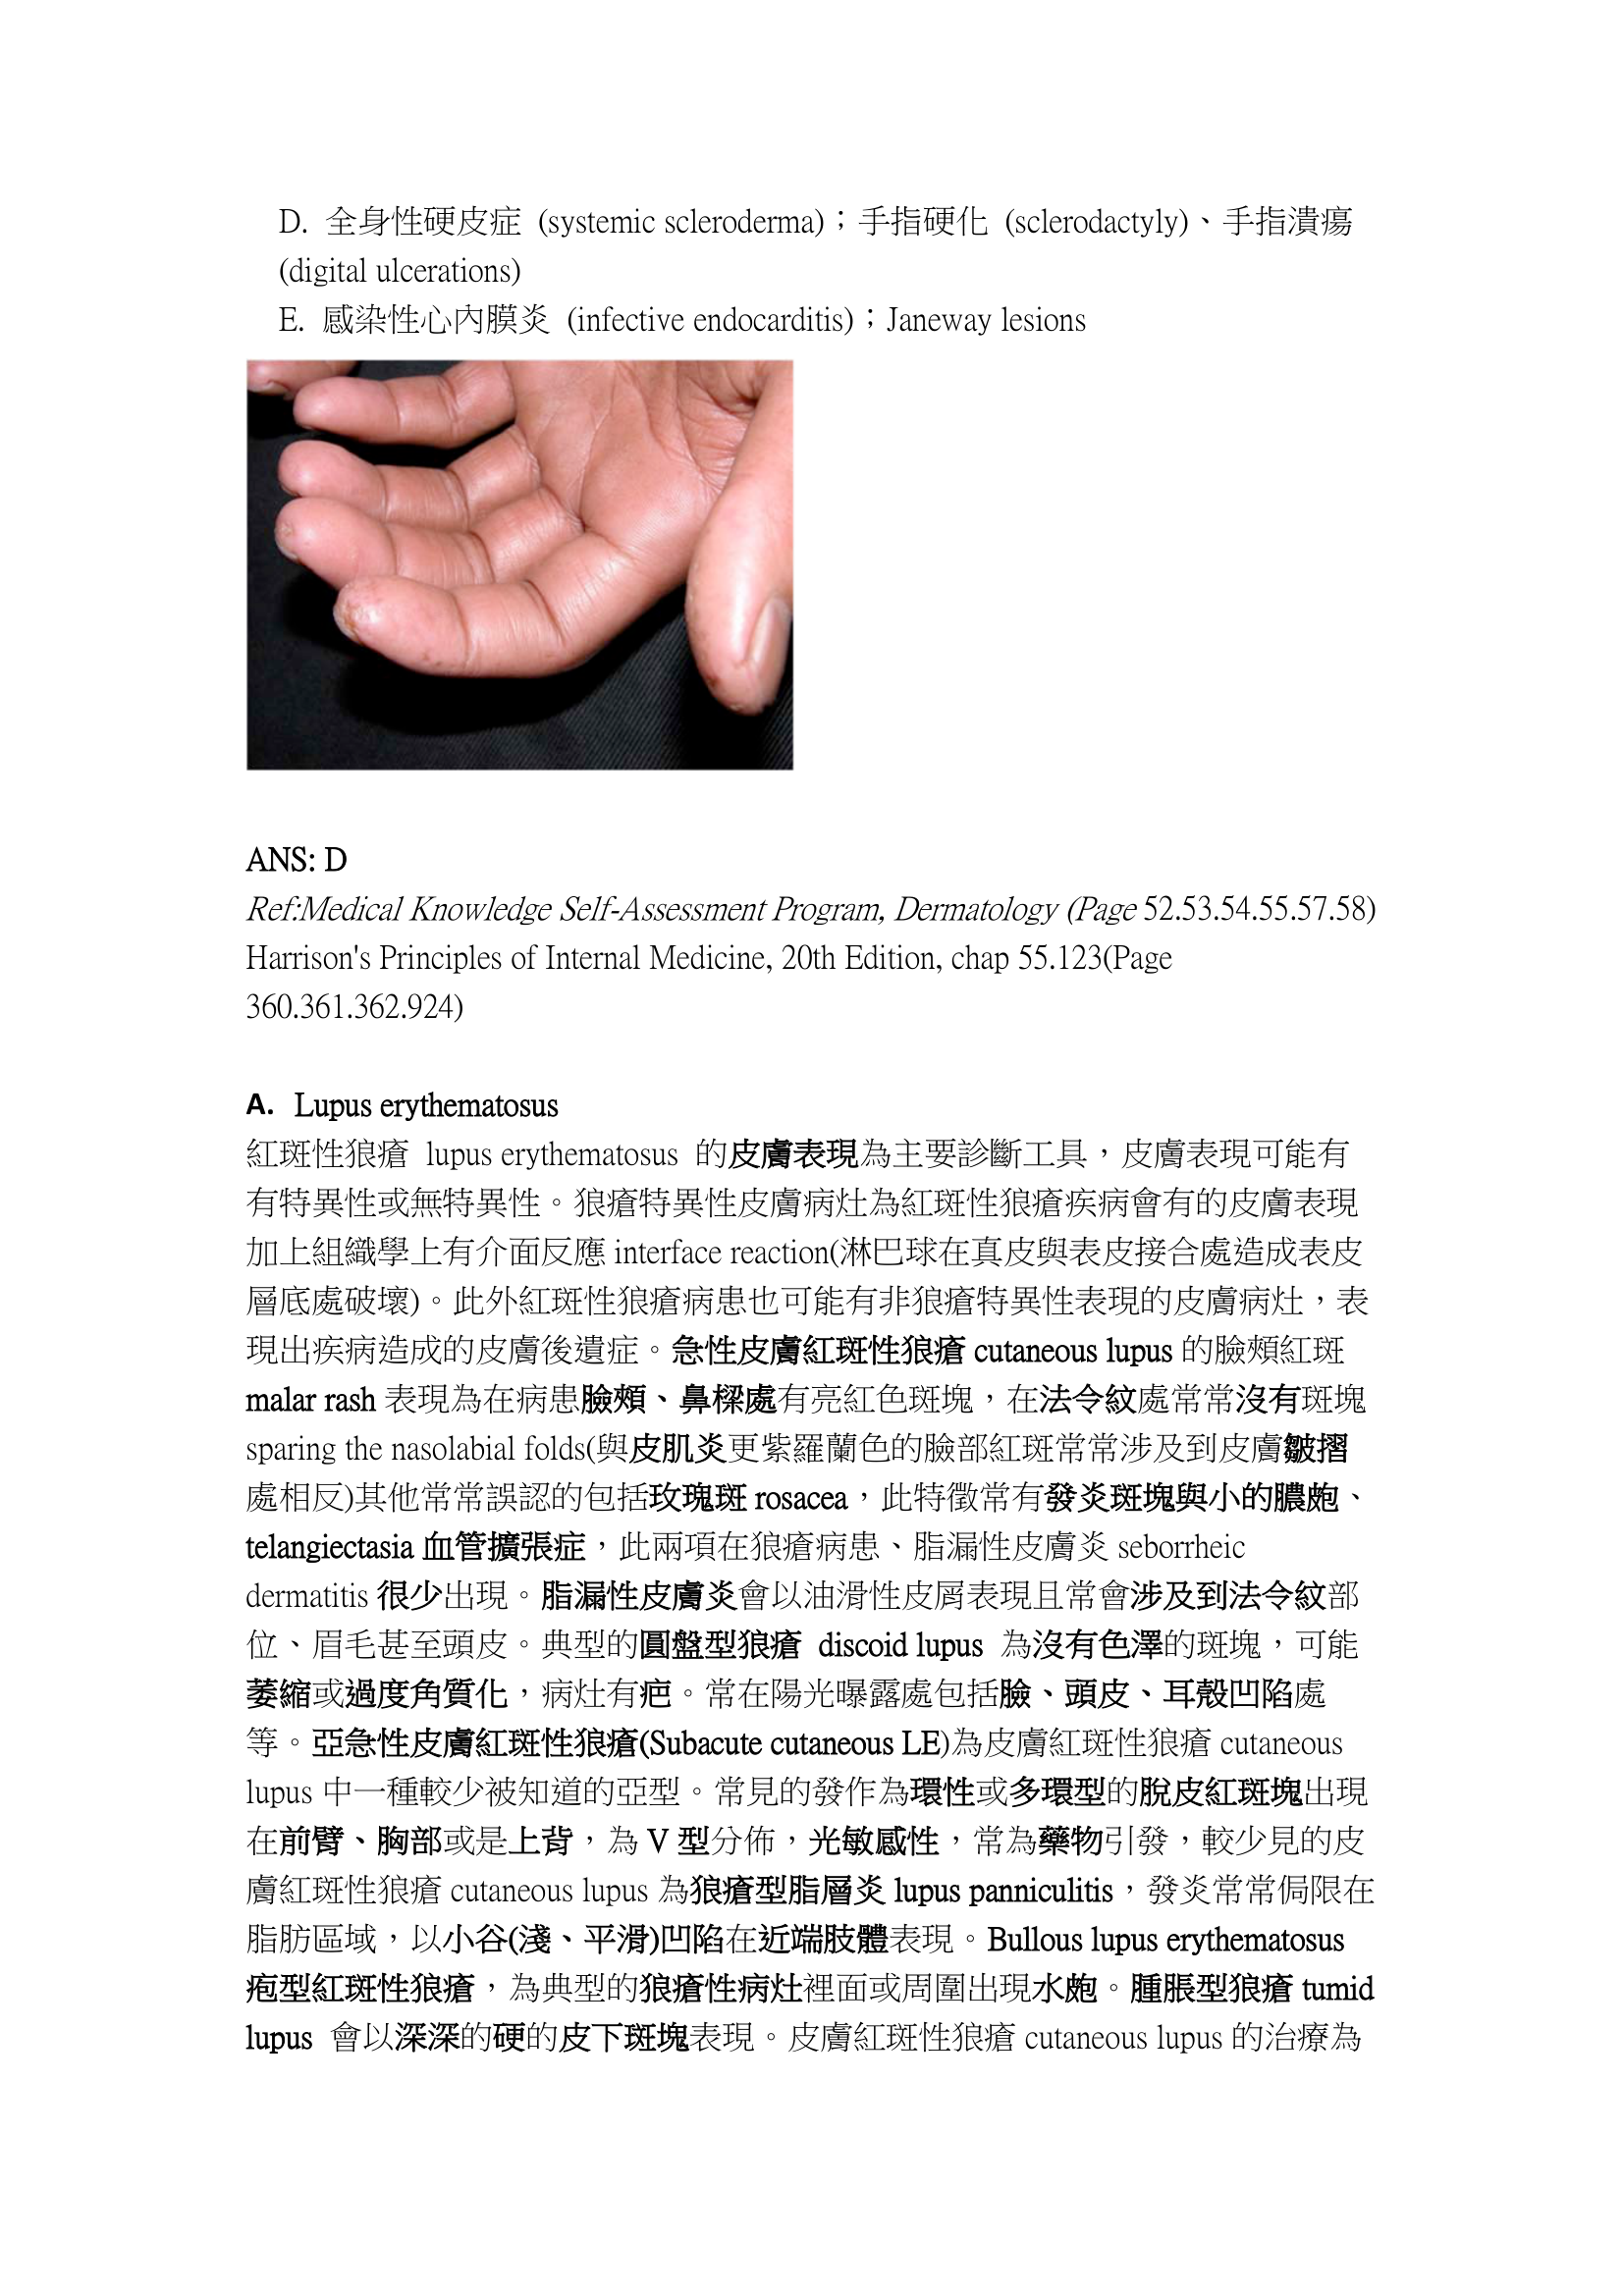 D. 全身性硬皮症 (systemic scleroderma)；手指硬化 (sclerodactyly)、手指潰瘍
(digital ulcerations)
E. 感染性心內膜炎 (infective endocarditis)；Janeway lesions
ANS: D
Ref:Medical Knowledge Self-Assessment Program, Dermatology (Page 52.53.54.55.57.58)
Harrison's Principles of Internal Medicine, 20th Edition, chap 55.123(Page
360.361.362.924)
A. Lupus erythematosus
紅斑性狼瘡 lupus erythematosus 的皮膚表現為主要診斷工具，皮膚表現可能有
有特異性或無特異性。狼瘡特異性皮膚病灶為紅斑性狼瘡疾病會有的皮膚表現
加上組織學上有介面反應 interface reaction(淋巴球在真皮與表皮接合處造成表皮
層底處破壞)。此外紅斑性狼瘡病患也可能有非狼瘡特異性表現的皮膚病灶，表
現出疾病造成的皮膚後遺症。急性皮膚紅斑性狼瘡 cutaneous lupus 的臉頰紅斑
malar rash 表現為在病患臉頰、鼻樑處有亮紅色斑塊，在法令紋處常常沒有斑塊
sparing the nasolabial folds(與皮肌炎更紫羅蘭色的臉部紅斑常常涉及到皮膚皺摺
處相反)其他常常誤認的包括玫瑰斑 rosacea，此特徵常有發炎斑塊與小的膿皰、
telangiectasia 血管擴張症，此兩項在狼瘡病患、脂漏性皮膚炎 seborrheic
dermatitis 很少出現。脂漏性皮膚炎會以油滑性皮屑表現且常會涉及到法令紋部
位、眉毛甚至頭皮。典型的圓盤型狼瘡 discoid lupus 為沒有色澤的斑塊，可能
萎縮或過度角質化，病灶有疤。常在陽光曝露處包括臉、頭皮、耳殼凹陷處
等。亞急性皮膚紅斑性狼瘡(Subacute cutaneous LE)為皮膚紅斑性狼瘡 cutaneous
lupus 中一種較少被知道的亞型。常見的發作為環性或多環型的脫皮紅斑塊出現
在前臂、胸部或是上背，為 V 型分佈，光敏感性，常為藥物引發，較少見的皮
膚紅斑性狼瘡 cutaneous lupus 為狼瘡型脂層炎 lupus panniculitis，發炎常常侷限在
脂肪區域，以小谷(淺、平滑)凹陷在近端肢體表現。Bullous lupus erythematosus
疱型紅斑性狼瘡，為典型的狼瘡性病灶裡面或周圍出現水皰。腫脹型狼瘡 tumid
lupus 會以深深的硬的皮下斑塊表現。皮膚紅斑性狼瘡 cutaneous lupus 的治療為